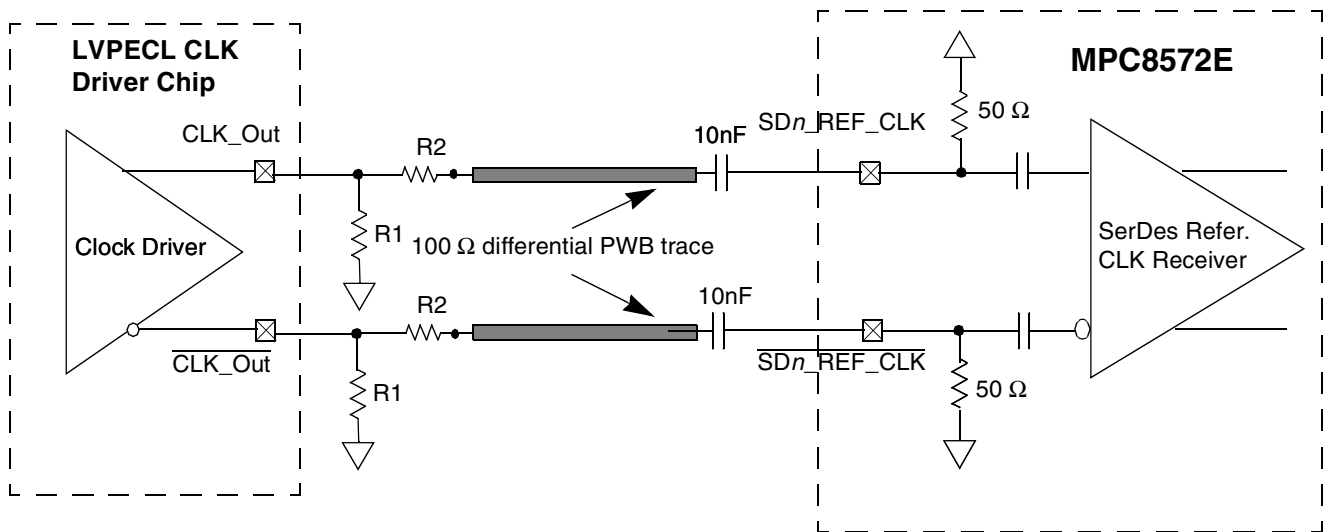 LVPECL CLK
Driver Chip
MPC8572E
CLK_Out
R2
10nF
SDn_REF_CLK
50 Ω
Clock Driver
R1
100 Ω differential PWB trace
SerDes Refer.
CLK Receiver
R2
10nF
CLK_Out
SDn_REF_CLK
R1
50 Ω